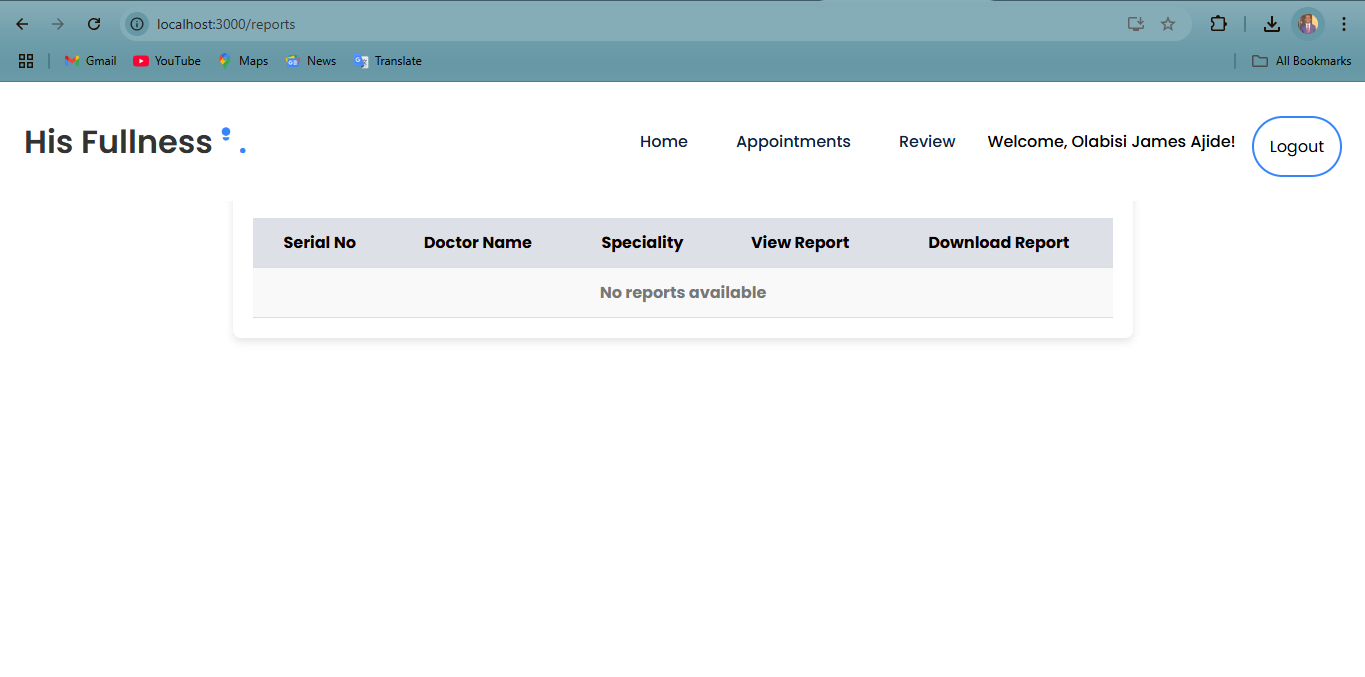 localhost:3000/reports
Gmail YouTube Maps News Translate All Bookmarks
His Fullness . Home Appointments Review Welcome, Olabisi James Ajide! Logout
Serial No Doctor Name Speciality View Report Download Report
No reports available